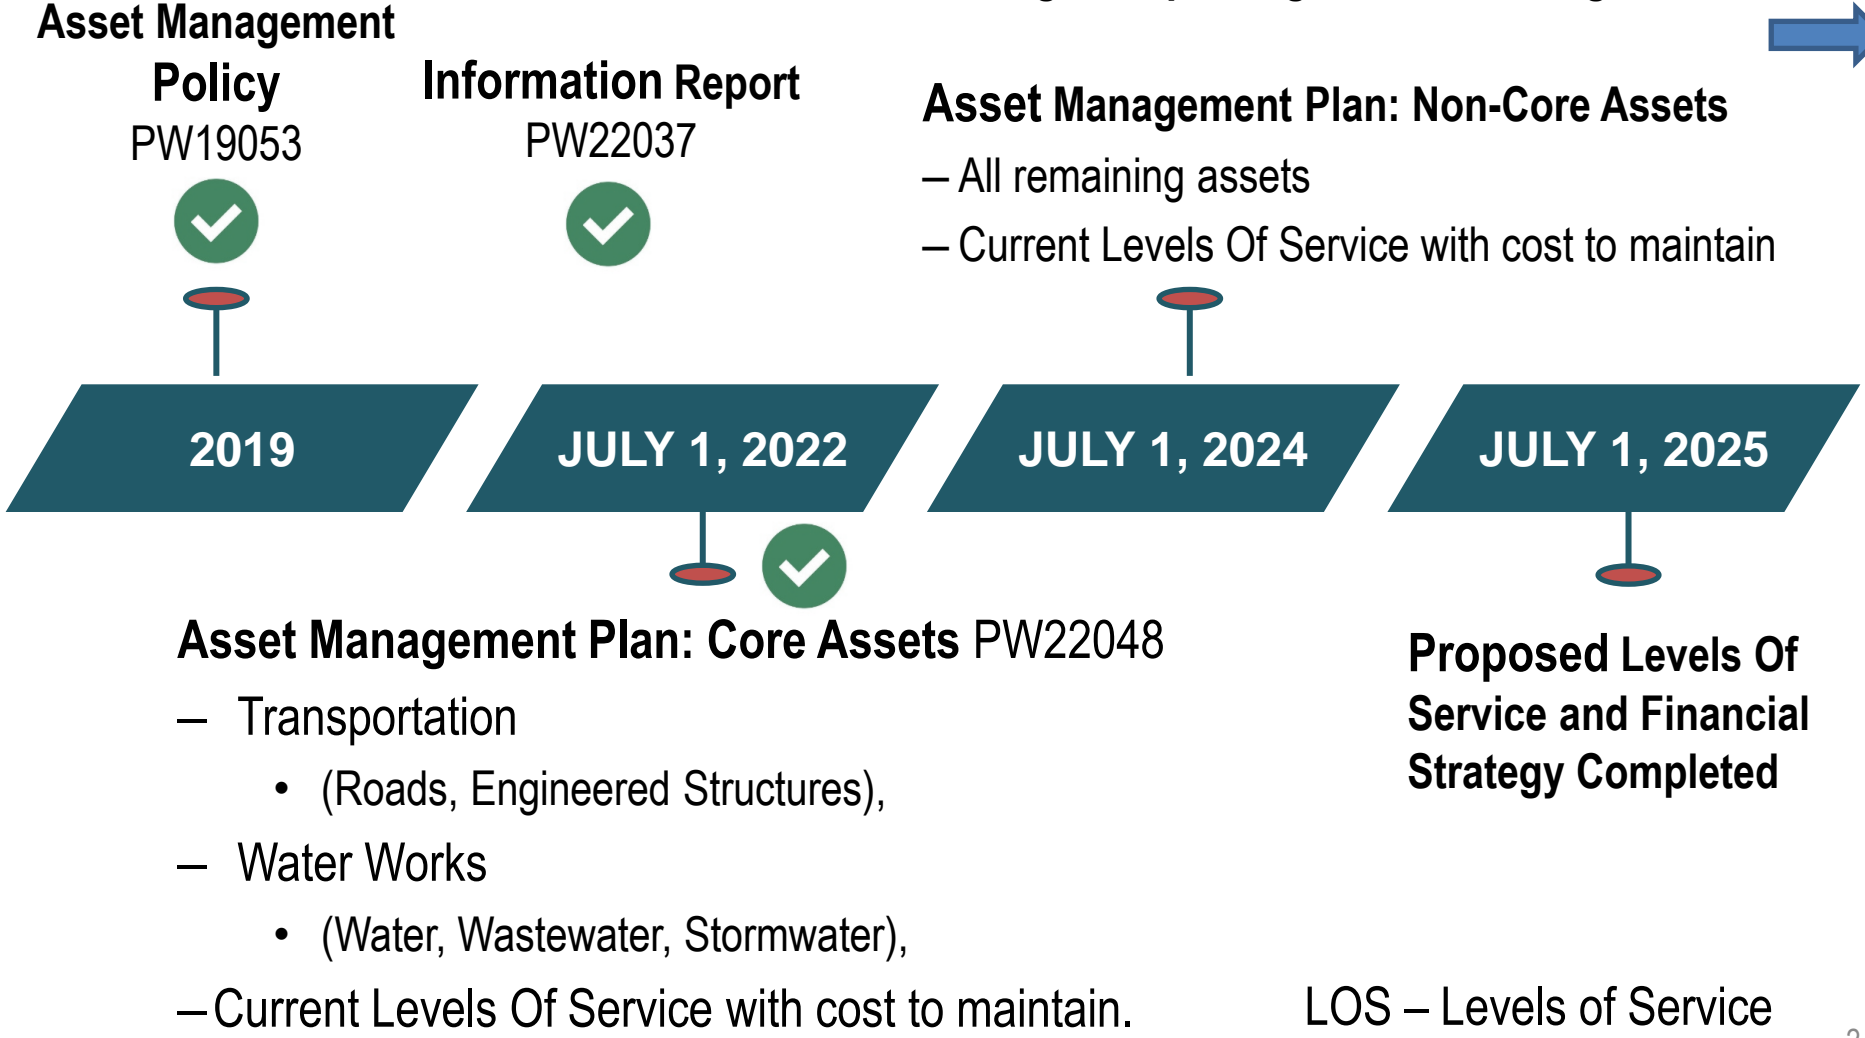 Asset Management
Policy
PW19053
Information Report
PW22037
Asset Management Plan: Non-Core Assets
– All remaining assets
– Current Levels Of Service with cost to maintain
2019
JULY 1, 2022
JULY 1, 2024
JULY 1, 2025
Asset Management Plan: Core Assets PW22048
– Transportation
• (Roads, Engineered Structures),
– Water Works
• (Water, Wastewater, Stormwater),
– Current Levels Of Service with cost to maintain.
Proposed Levels Of
Service and Financial
Strategy Completed
LOS – Levels of Service